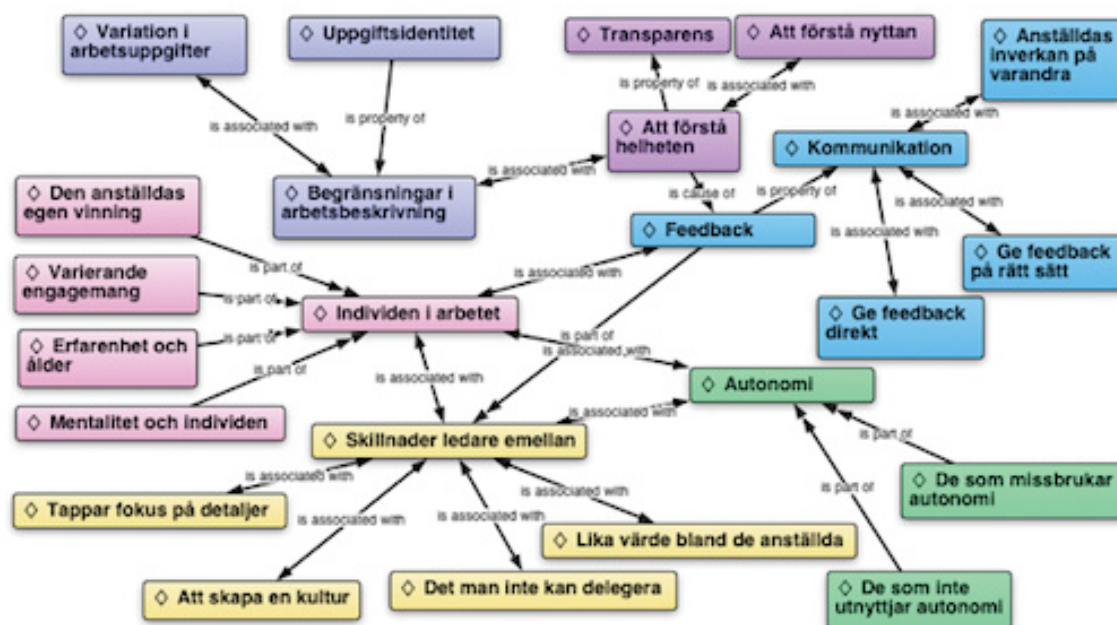 ◇ Variation i
arbetsuppgifter
◇ Uppgiftsidentitet
◇ Transparens
◇ Att förstå nyttan
◇ Anställdas
inverkan på
varandra
is associated with
is property of
is property of
is associated with
is associated with
◇ Att förstå
helheten
◇ Kommunikation
◇ Den anställdas
egen vinning
◇ Begränsningar i
arbetsbeskrivning
is associated with
is cause of
is property of
is associated with
is associated with
◇ Feedback
◇ Ge feedback
på rätt sätt
is part of
is associated with
◇ Varierande
engagemang
is part of
◇ Individen i arbetet
◇ Ge feedback
direkt
◇ Erfarenhet och
ålder
is part of
is part of
is associated with
is part of
is associated with
◇ Autonomi
◇ Mentalitet och individen
is associated with
◇ Skillnader ledare emellan
is part of
is associated with
◇ De som missbrukar
autonomi
is part of
is associated with
◇ Tappar fokus på detaljer
is associated with
is associated with
◇ Lika värde bland de anställda
◇ Att skapa en kultur
◇ Det man inte kan delegera
◇ De som inte
utnyttjar autonomi